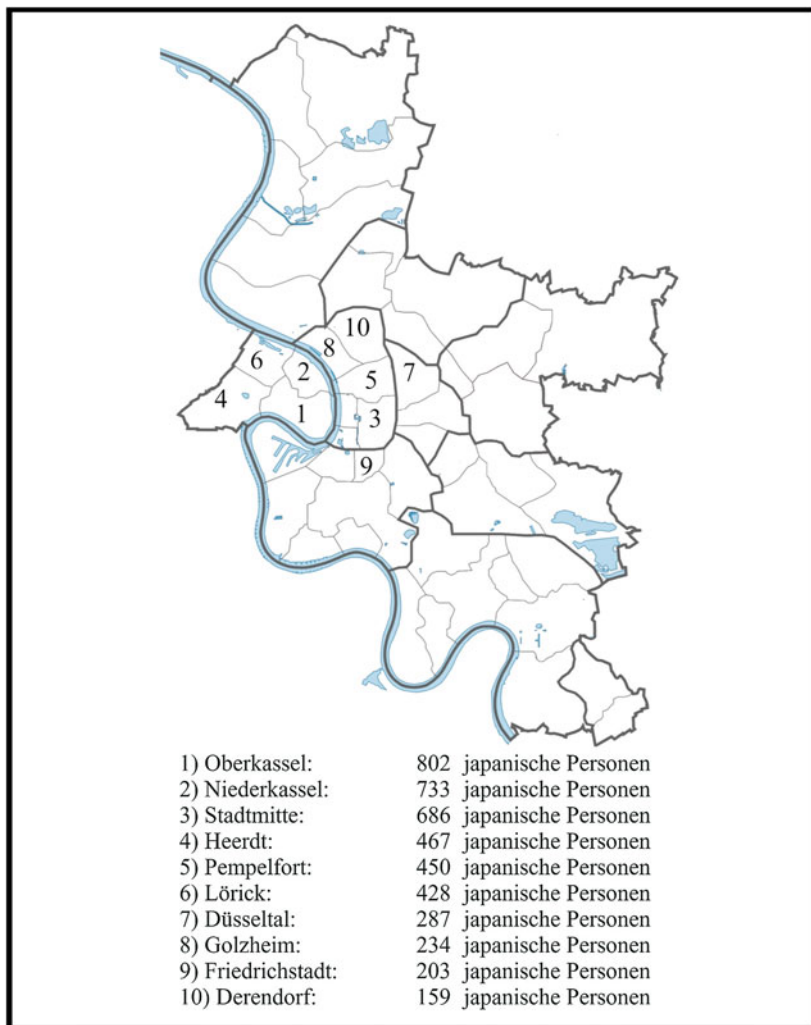 10
8
6
2
7
5
4
1
3
9
1) Oberkassel: 802 japanische Personen
2) Niederkassel: 733 japanische Personen
3) Stadtmitte: 686 japanische Personen
4) Heerdt: 467 japanische Personen
5) Pempelfort: 450 japanische Personen
6) Lörick: 428 japanische Personen
7) Düsseltal: 287 japanische Personen
8) Golzheim: 234 japanische Personen
9) Friedrichstadt: 203 japanische Personen
10) Derendorf: 159 japanische Personen